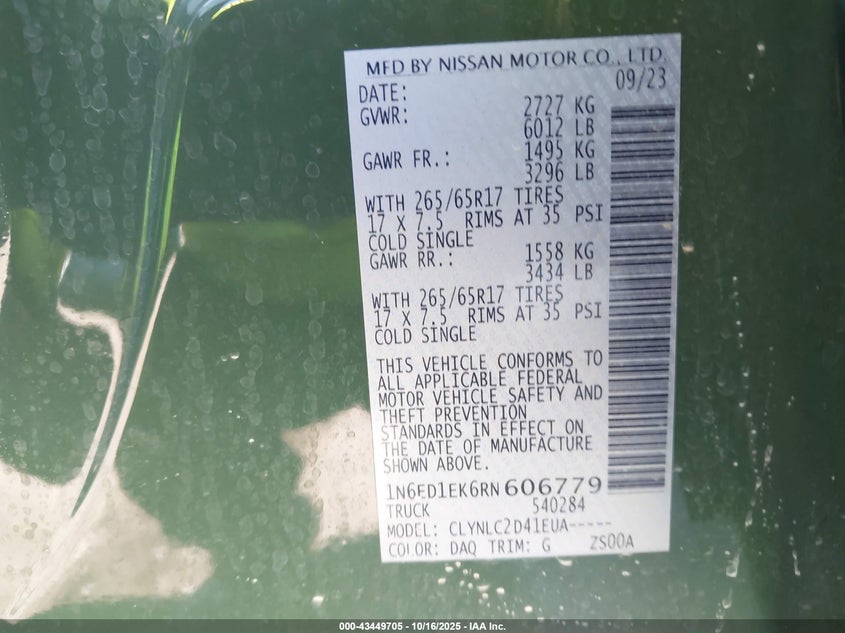 MFD BY NISSAN MOTOR CO., LTD.
DATE: 09/23
GVWR: 2727 KG
6012 LB
GAWR FR.: 1495 KG
3296 LB
WITH 265/65R17 TIRES
17 X 7.5 RIMS AT 35 PSI
COLD SINGLE
GAWR RR.: 1558 KG
3434 LB
WITH 265/65R17 TIRES
17 X 7.5 RIMS AT 35 PSI
COLD SINGLE
THIS VEHICLE CONFORMS TO
ALL APPLICABLE FEDERAL
MOTOR VEHICLE SAFETY AND
THEFT PREVENTION
STANDARDS IN EFFECT ON
THE DATE OF MANUFACTURE
SHOWN ABOVE.
1N6ED1EK6RN606779
TRUCK 540284
MODEL: CLYNLC2D41EUA-----
COLOR: DAQ TRIM: G ZS00A
000-43449705 - 10/16/2025 - IAA Inc.